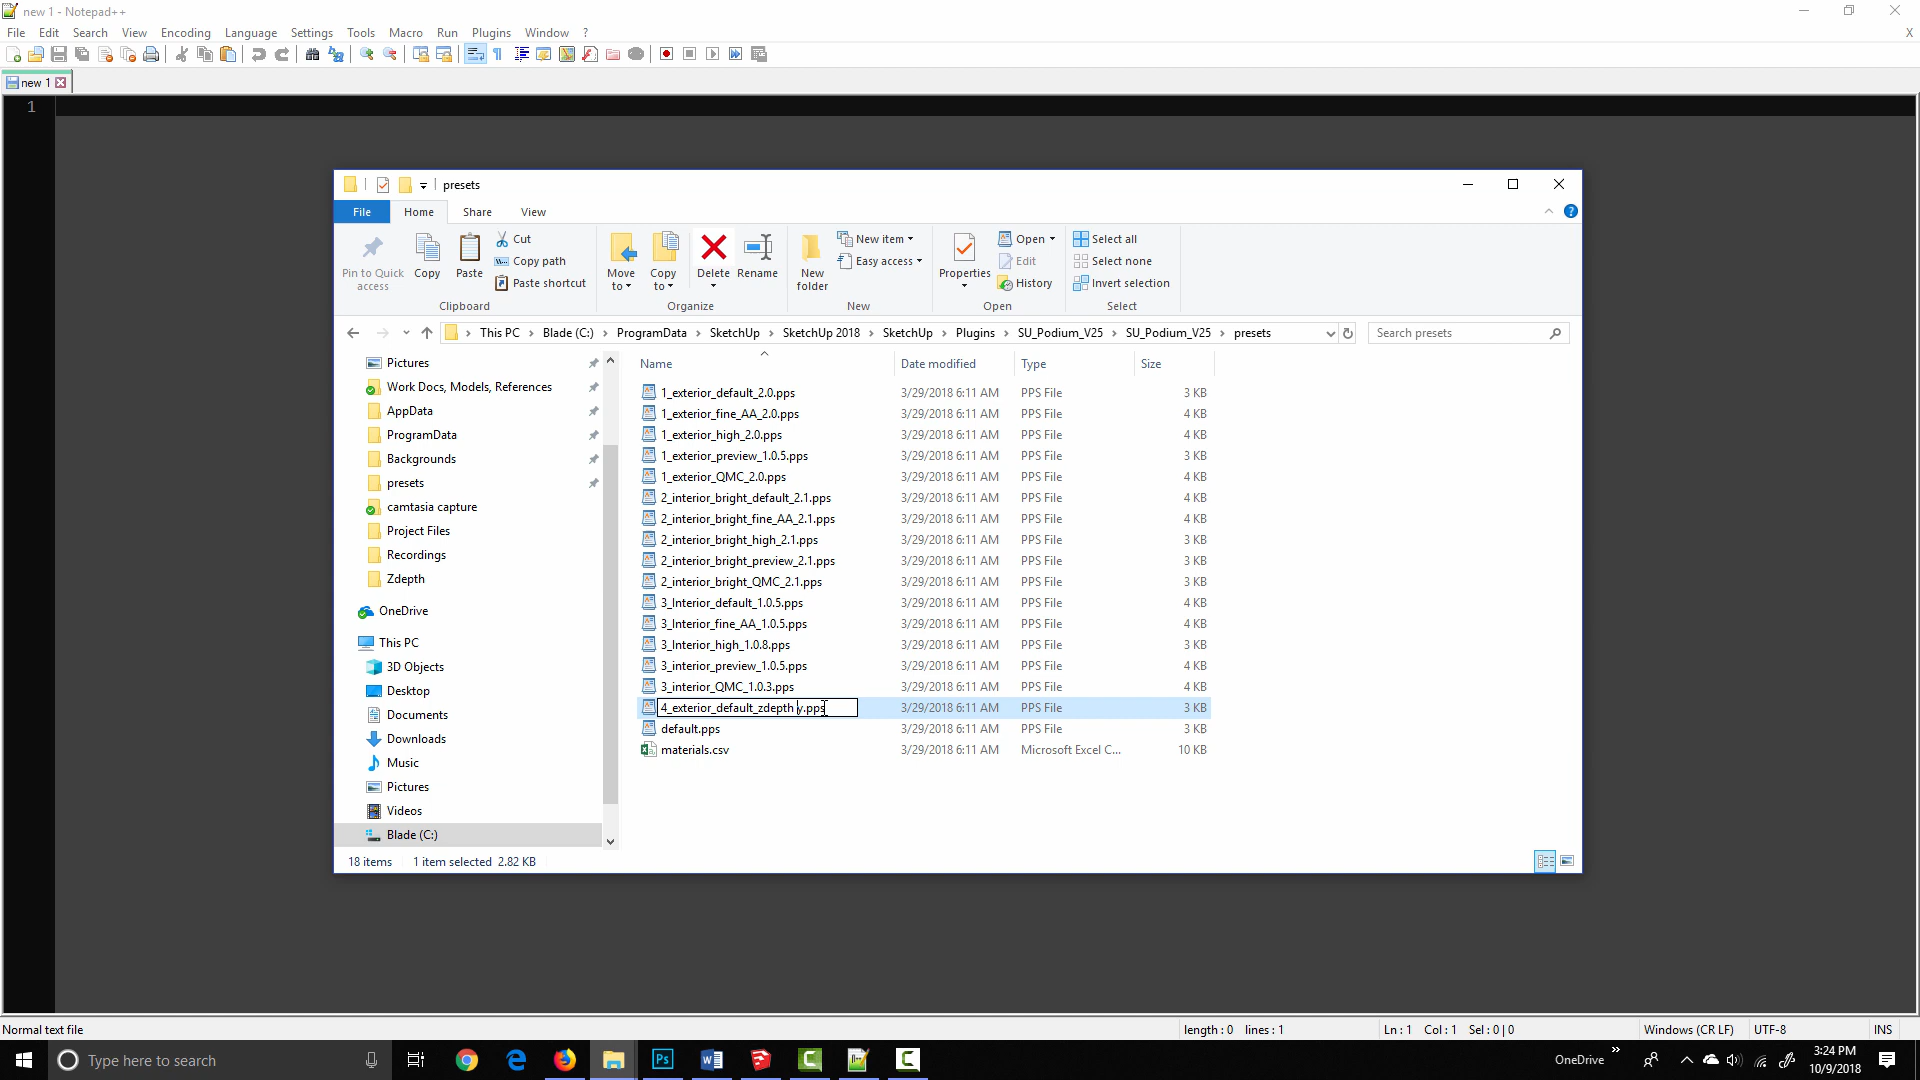 new 1 - Notepad++
File Edit Search View Encoding Language Settings Tools Macro Run Plugins Window ? X
new 1
1
presets
File Home Share View
Pin to Quick access
Copy
Paste
Cut
Copy path
Paste shortcut
Clipboard
Move to
Copy to
Delete
Rename
Organize
New folder
New item
Easy access
New
Properties
Open
Edit
History
Open
Select all
Select none
Invert selection
Select
This PC Blade (C:) ProgramData SketchUp SketchUp 2018 SketchUp Plugins SU_Podium_V25 SU_Podium_V25 presets
Search presets
Pictures
Work Docs, Models, References
AppData
ProgramData
Backgrounds
presets
camtasia capture
Project Files
Recordings
Zdepth
OneDrive
This PC
3D Objects
Desktop
Documents
Downloads
Music
Pictures
Videos
Blade (C:)
Name Date modified Type Size
1_exterior_default_2.0.pps 3/29/2018 6:11 AM PPS File 3 KB
1_exterior_fine_AA_2.0.pps 3/29/2018 6:11 AM PPS File 4 KB
1_exterior_high_2.0.pps 3/29/2018 6:11 AM PPS File 4 KB
1_exterior_preview_1.0.5.pps 3/29/2018 6:11 AM PPS File 3 KB
1_exterior_QMC_2.0.pps 3/29/2018 6:11 AM PPS File 4 KB
2_interior_bright_default_2.1.pps 3/29/2018 6:11 AM PPS File 4 KB
2_interior_bright_fine_AA_2.1.pps 3/29/2018 6:11 AM PPS File 4 KB
2_interior_bright_high_2.1.pps 3/29/2018 6:11 AM PPS File 3 KB
2_interior_bright_preview_2.1.pps 3/29/2018 6:11 AM PPS File 3 KB
2_interior_bright_QMC_2.1.pps 3/29/2018 6:11 AM PPS File 3 KB
3_Interior_default_1.0.5.pps 3/29/2018 6:11 AM PPS File 4 KB
3_Interior_fine_AA_1.0.5.pps 3/29/2018 6:11 AM PPS File 4 KB
3_Interior_high_1.0.8.pps 3/29/2018 6:11 AM PPS File 3 KB
3_interior_preview_1.0.5.pps 3/29/2018 6:11 AM PPS File 4 KB
3_interior_QMC_1.0.3.pps 3/29/2018 6:11 AM PPS File 4 KB
4_exterior_default_zdepth y.pps 3/29/2018 6:11 AM PPS File 3 KB
default.pps 3/29/2018 6:11 AM PPS File 3 KB
materials.csv 3/29/2018 6:11 AM Microsoft Excel C... 10 KB
18 items 1 item selected 2.82 KB
Normal text file length : 0 lines : 1 Ln : 1 Col : 1 Sel : 0 | 0 Windows (CR LF) UTF-8 INS
Type here to search
Ps
OneDrive
3:24 PM
10/9/2018